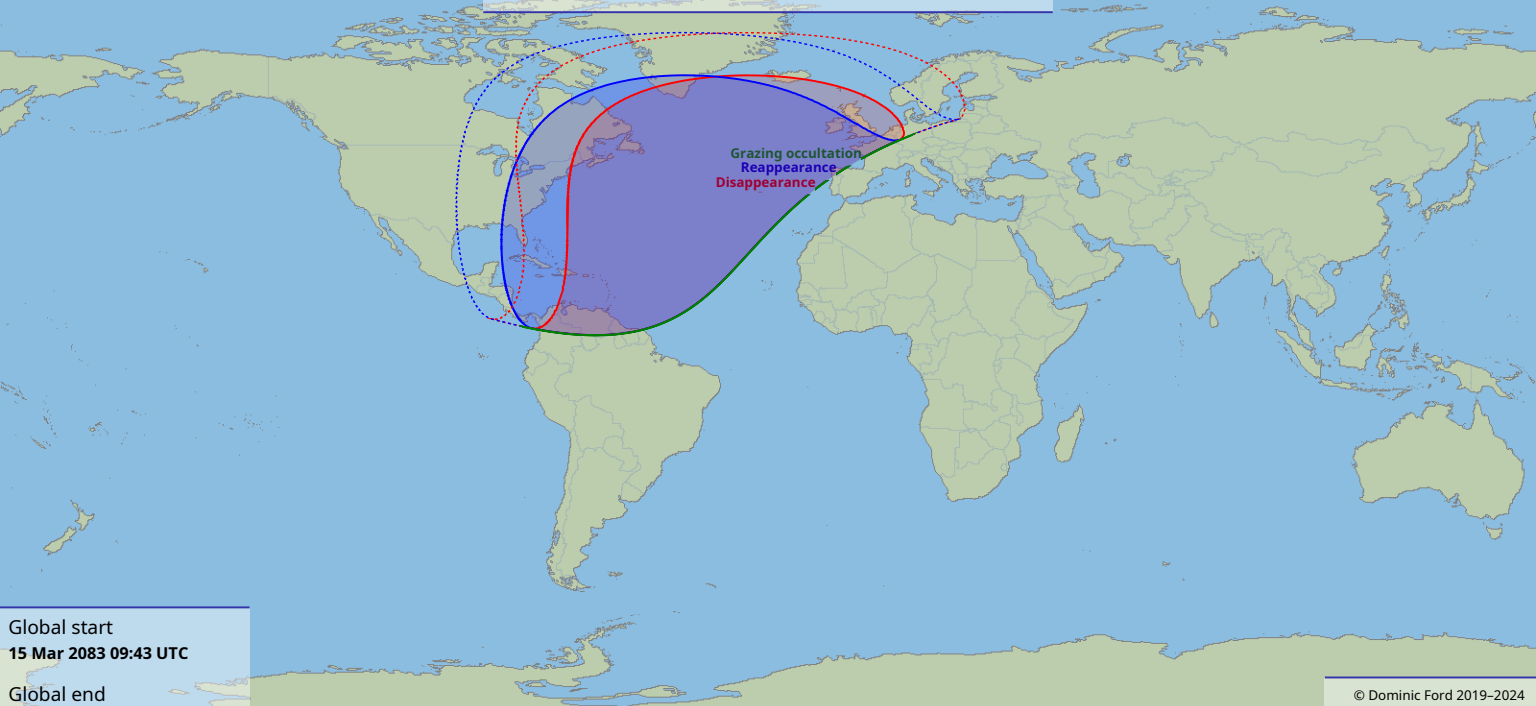 Grazing occultation
Reappearance
Disappearance
Global start
15 Mar 2083 09:43 UTC
Global end
© Dominic Ford 2019–2024